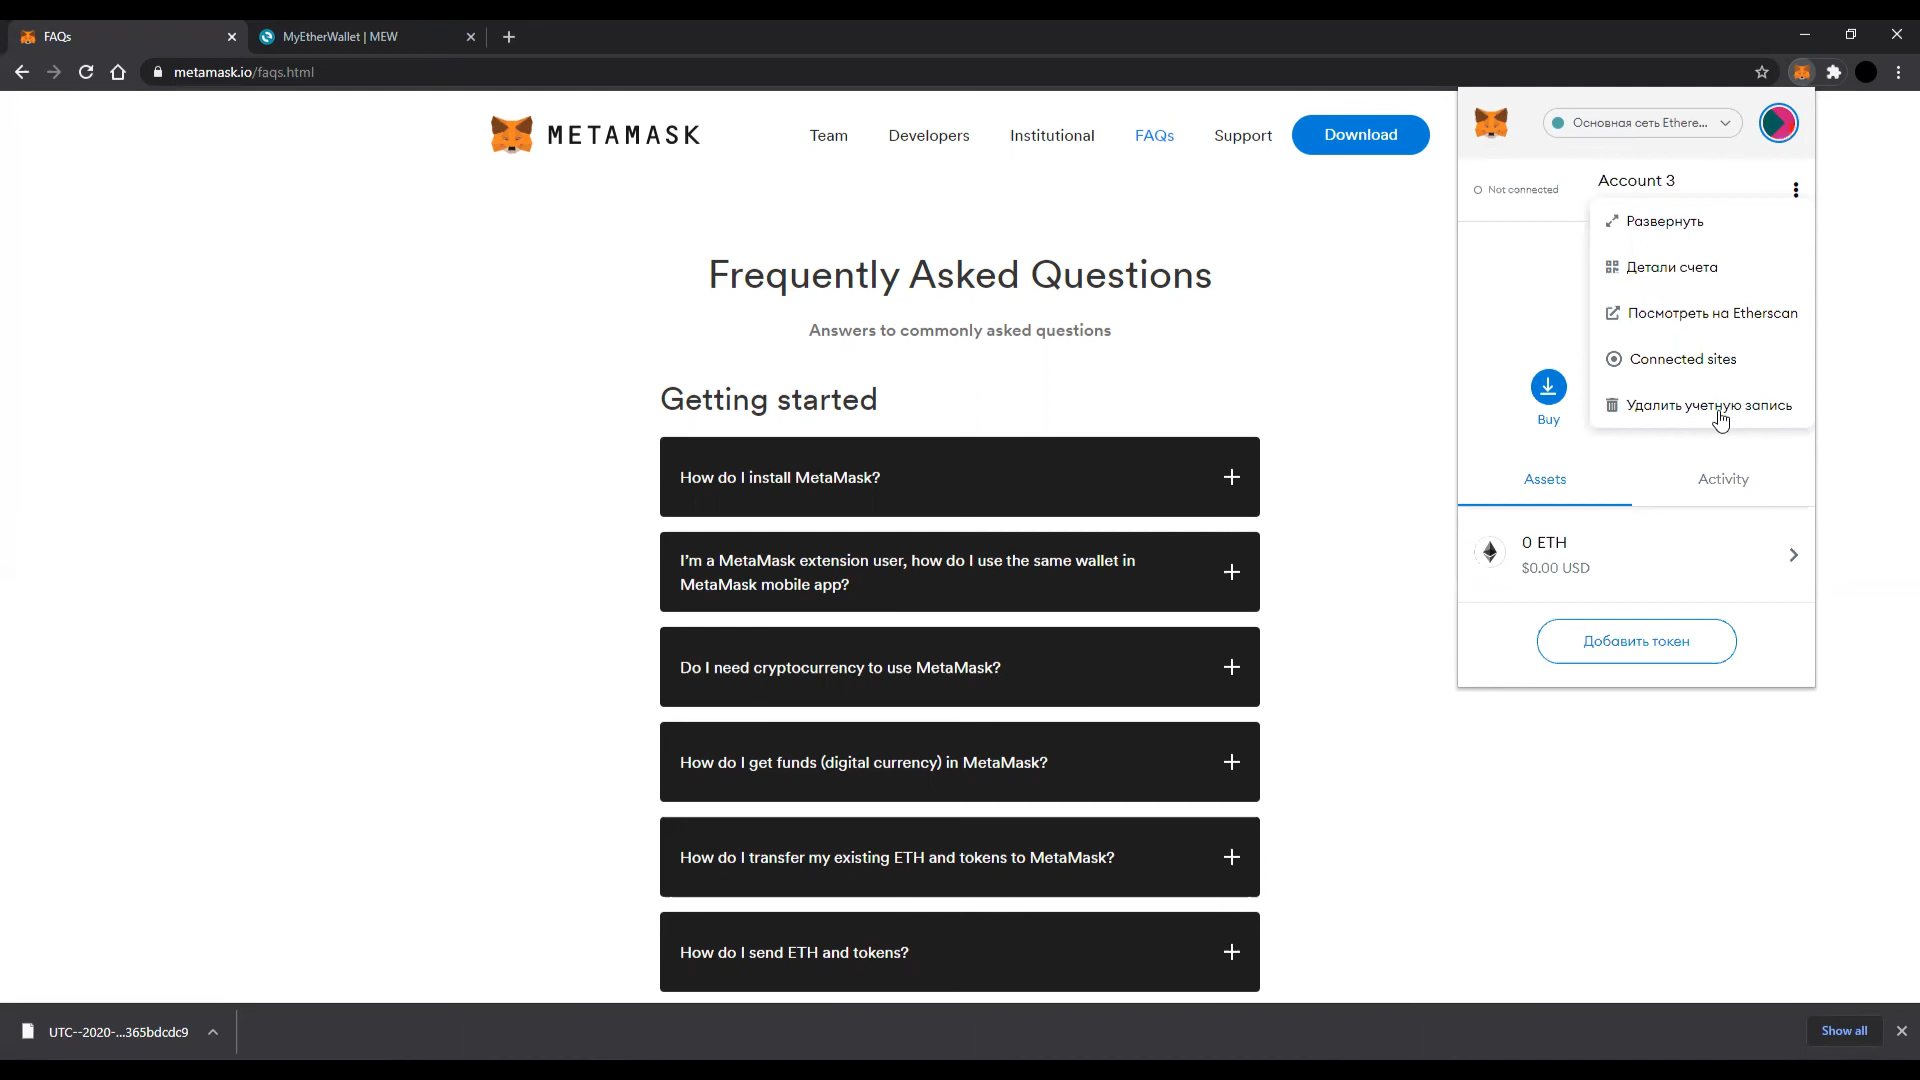 FAQs
MyEtherWallet | MEW
metamask.io/faqs.html
METAMASK
Team
Developers
Institutional
FAQs
Support
Download
Основная сеть Ethere...
Not connected
Account 3
Развернуть
Детали счета
Посмотреть на Etherscan
Connected sites
Удалить учетную запись
Buy
Assets
Activity
0 ETH
$0.00 USD
Добавить токен
Frequently Asked Questions
Answers to commonly asked questions
Getting started
How do I install MetaMask?
I'm a MetaMask extension user, how do I use the same wallet in
MetaMask mobile app?
Do I need cryptocurrency to use MetaMask?
How do I get funds (digital currency) in MetaMask?
How do I transfer my existing ETH and tokens to MetaMask?
How do I send ETH and tokens?
UTC--2020-...365bdcdc9
Show all